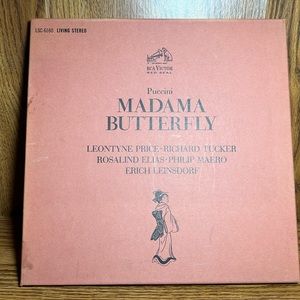 LSC-6160 LIVING STEREO
RCA VICTOR
RED SEAL
Puccini
MADAMA
BUTTERFLY
LEONTYNE PRICE·RICHARD TUCKER
ROSALIND ELIAS·PHILIP MAERO
ERICH LEINSDORF